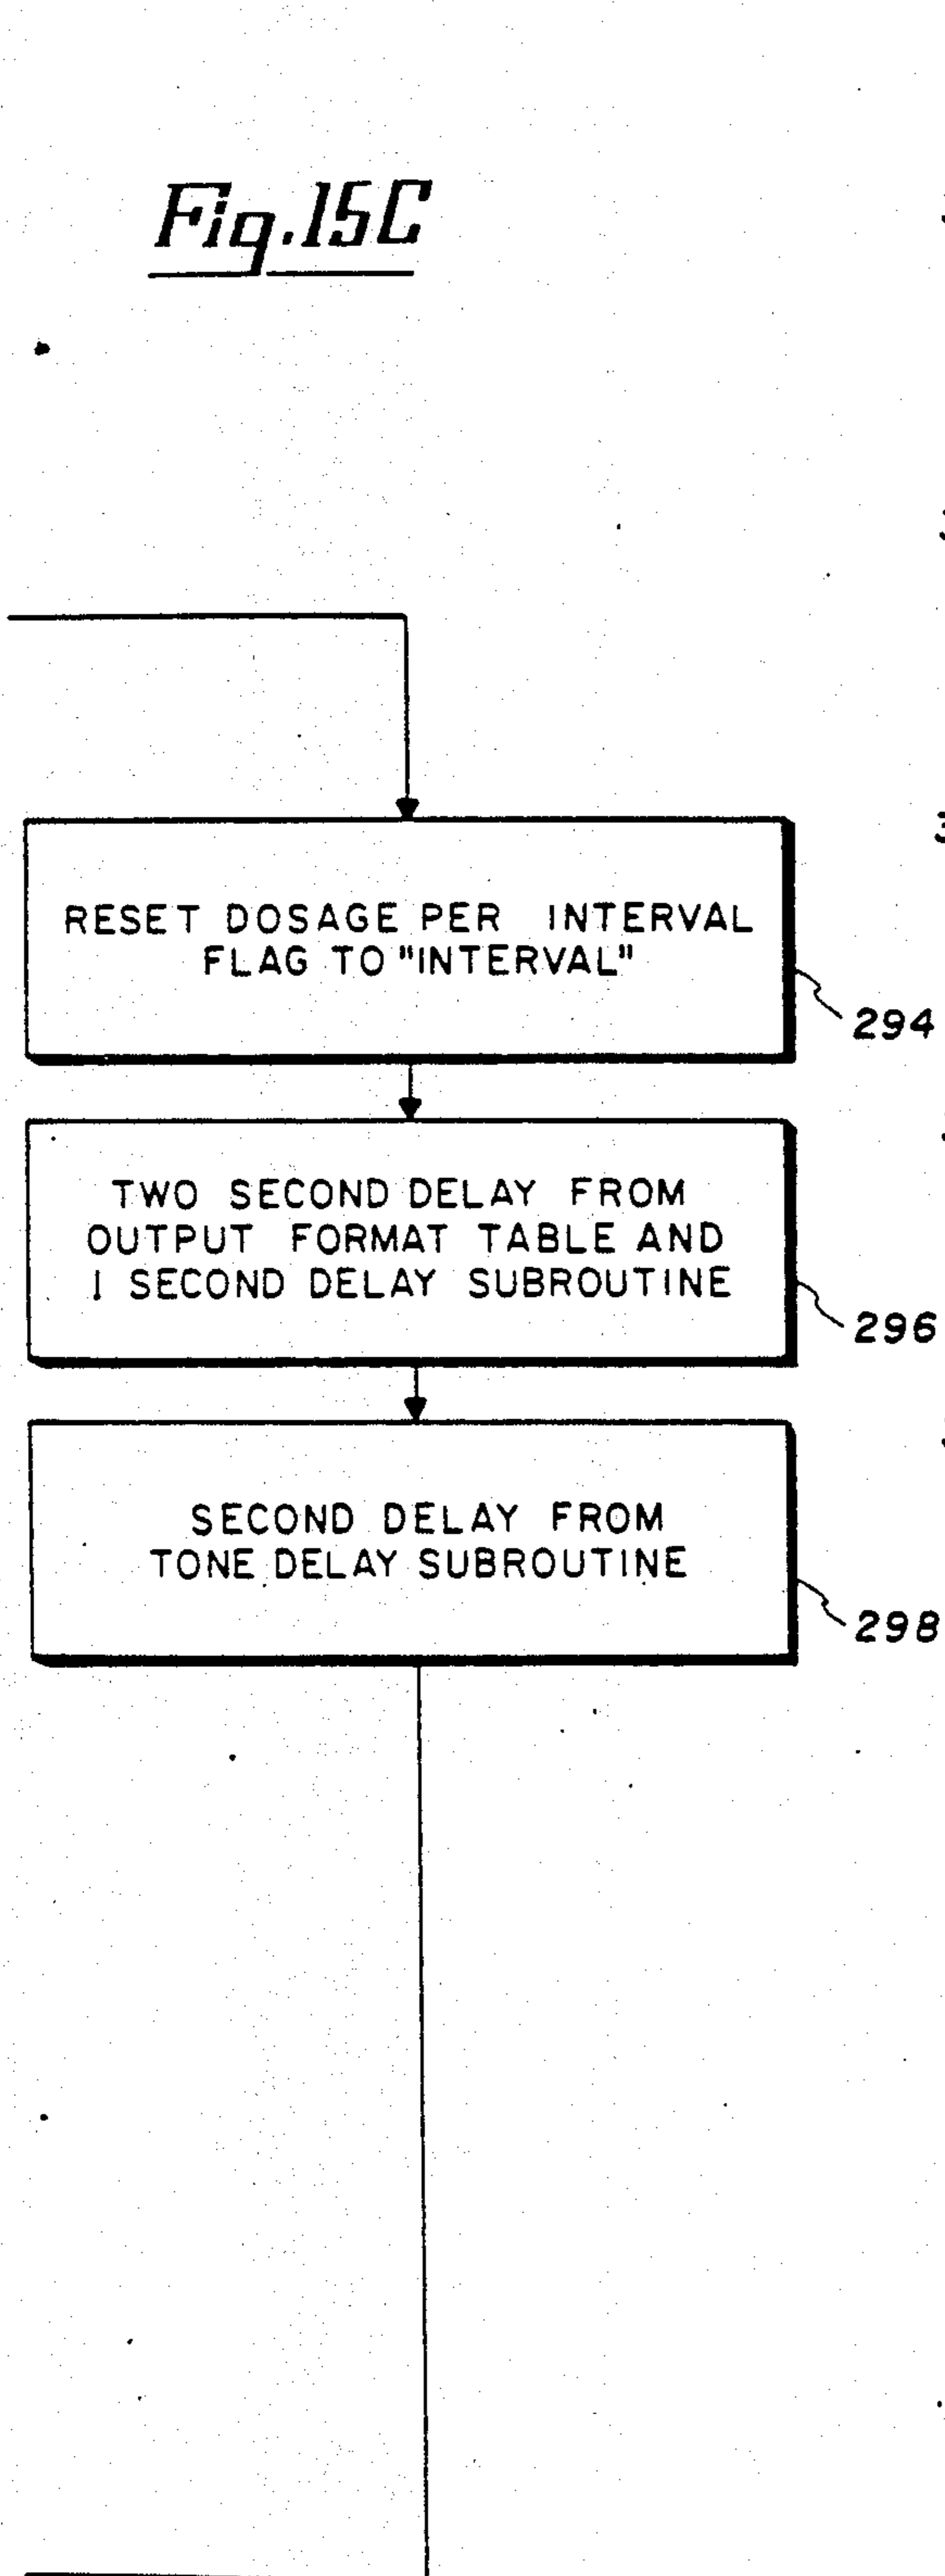 Fig. 15C
RESET DOSAGE PER INTERVAL
FLAG TO "INTERVAL"
294
TWO SECOND DELAY FROM
OUTPUT FORMAT TABLE AND
1 SECOND DELAY SUBROUTINE
296
SECOND DELAY FROM
TONE DELAY SUBROUTINE
298